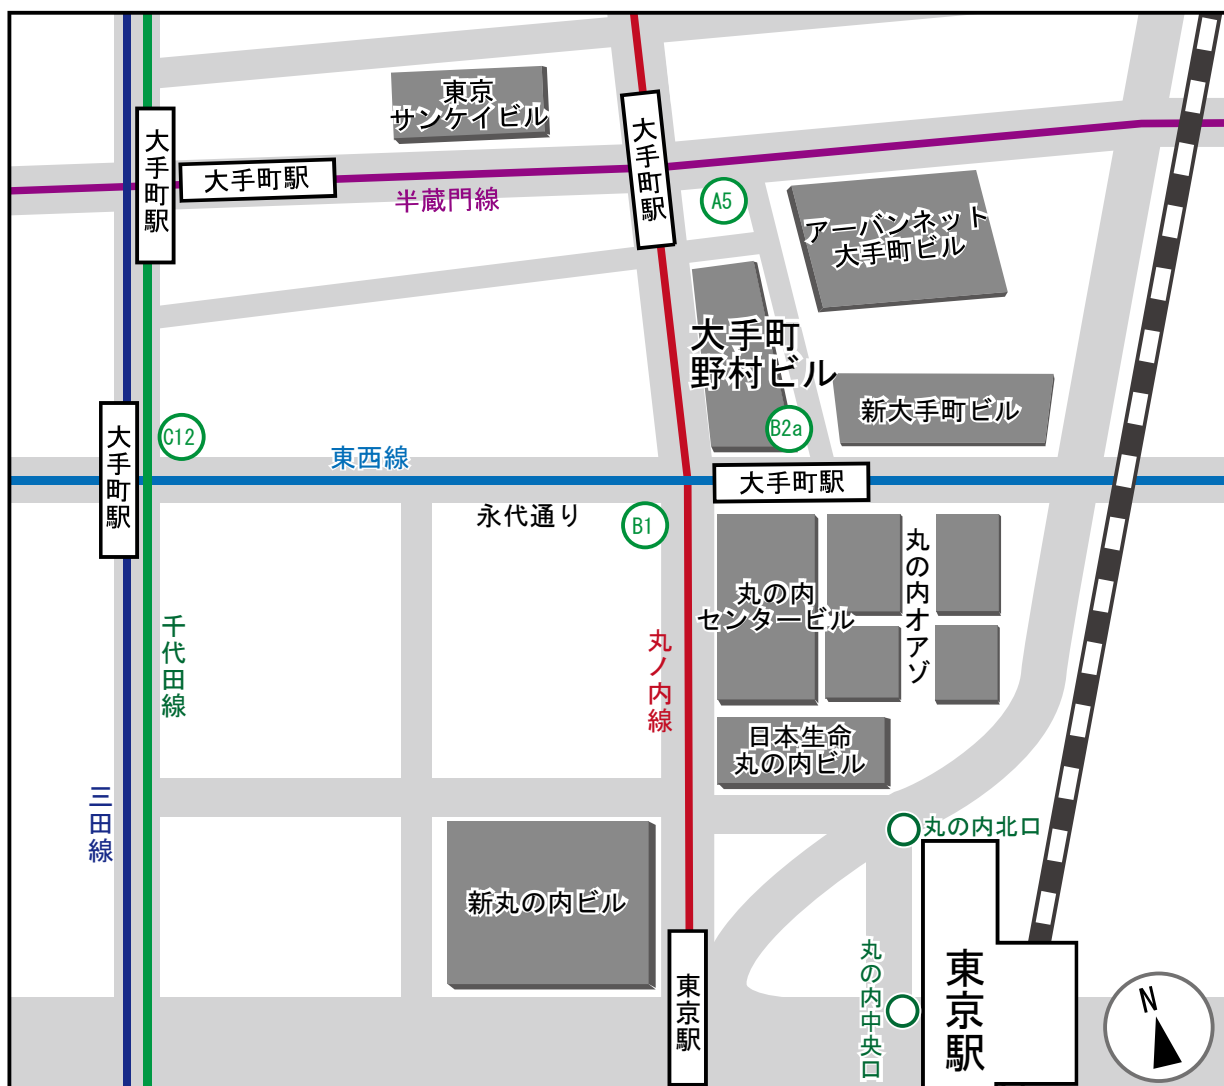 東京
サンケイビル
大手町駅
大手町駅
大手町駅
半蔵門線
A5
アーバンネット
大手町ビル
大手町
野村ビル
新大手町ビル
B2a
C12
大手町駅
東西線
大手町駅
永代通り
B1
丸の内
センタービル
丸の内オアゾ
千代田線
丸ノ内線
日本生命
丸の内ビル
三田線
丸の内北口
新丸の内ビル
東京駅
丸の内中央口
東京駅
N